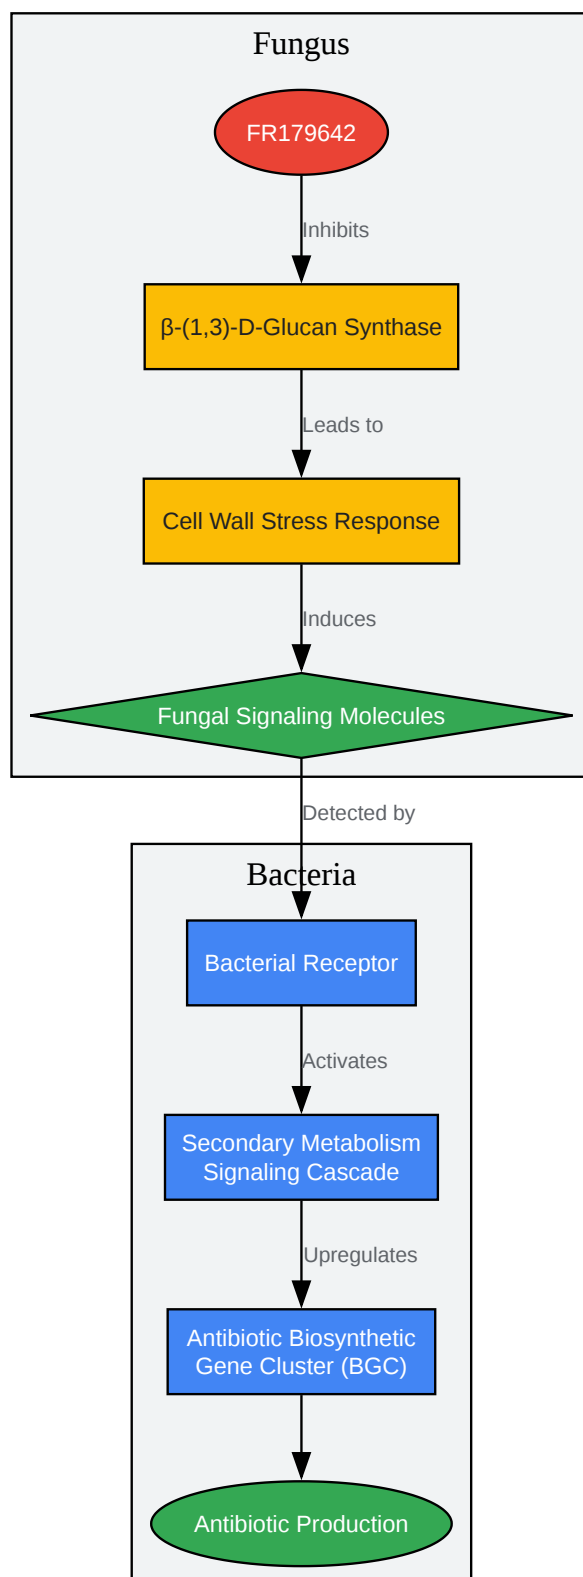 Fungus
FR179642
Inhibits
β-(1,3)-D-Glucan Synthase
Leads to
Cell Wall Stress Response
Induces
Fungal Signaling Molecules
Detected by
Bacteria
Bacterial Receptor
Activates
Secondary Metabolism
Signaling Cascade
Upregulates
Antibiotic Biosynthetic
Gene Cluster (BGC)
Antibiotic Production